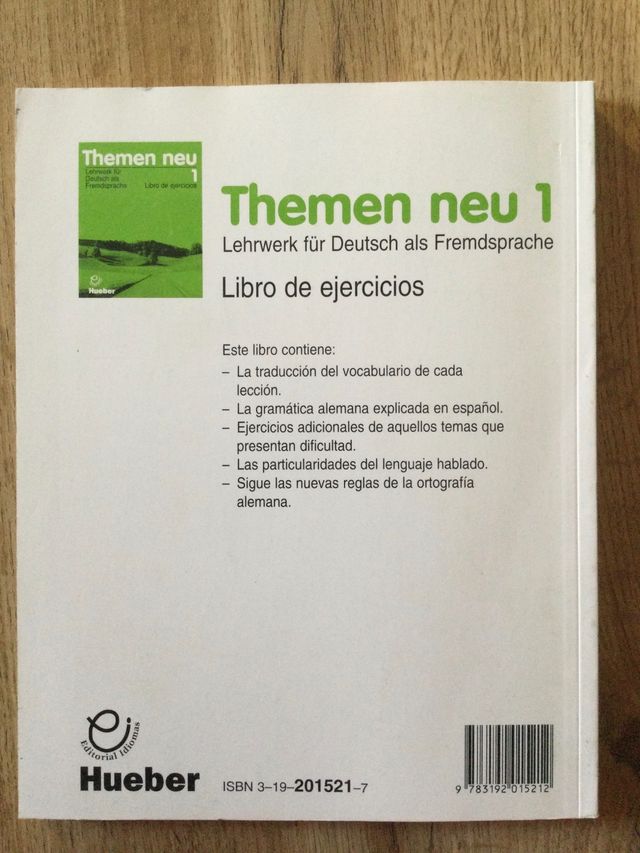 Themen neu
1
Lehrwerk für
Deutsch als
Fremdsprache
Libro de ejercicios
Hueber
Themen neu 1
Lehrwerk für Deutsch als Fremdsprache
Libro de ejercicios
Este libro contiene:
– La traducción del vocabulario de cada
lección.
– La gramática alemana explicada en español.
– Ejercicios adicionales de aquellos temas que
presentan dificultad.
– Las particularidades del lenguaje hablado.
– Sigue las nuevas reglas de la ortografía
alemana.
Editorial Idiomas
Hueber
ISBN 3–19–201521–7
9 783192 015212